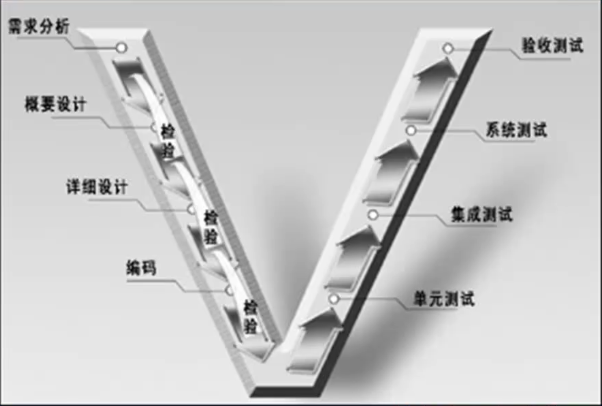 需求分析
验收测试
概要设计
检验
系统测试
详细设计
检验
集成测试
编码
检验
单元测试